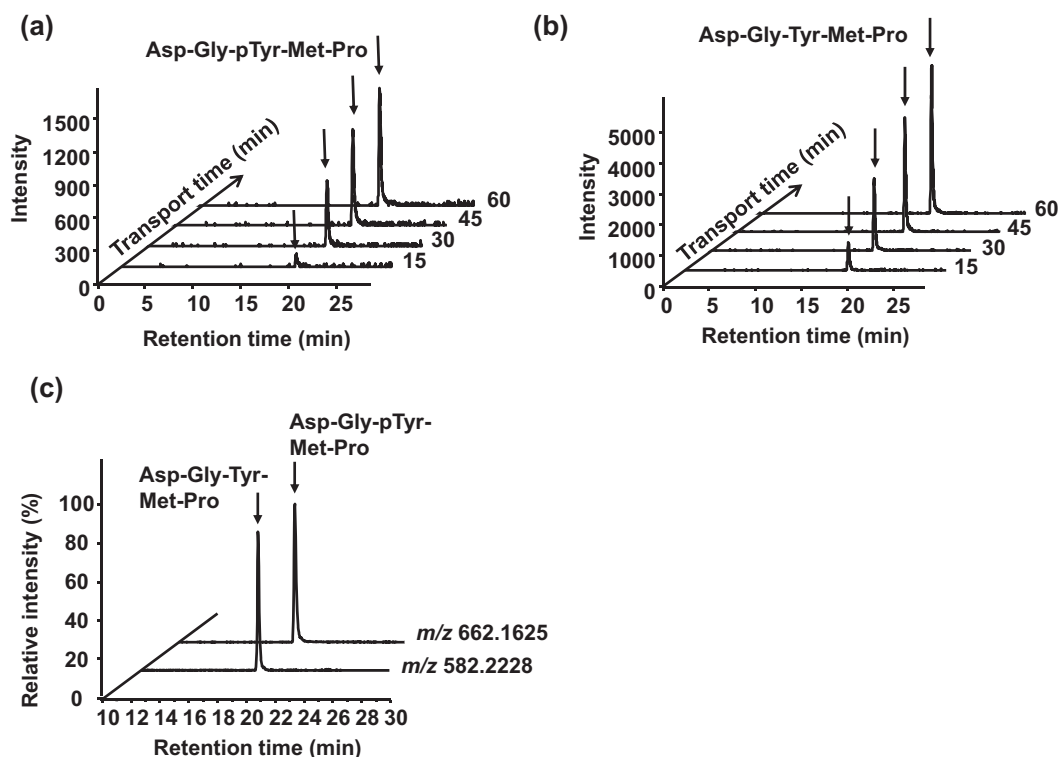 (a)
Asp-Gly-pTyr-Met-Pro
Intensity
1500
1200
900
600
300
0
Transport time (min)
60
45
30
15
0 5 10 15 20 25
Retention time (min)
(b)
Asp-Gly-Tyr-Met-Pro
Intensity
5000
4000
3000
2000
1000
0
Transport time (min)
60
45
30
15
0 5 10 15 20 25
Retention time (min)
(c)
Asp-Gly-pTyr-
Met-Pro
Asp-Gly-Tyr-
Met-Pro
Relative intensity (%)
100
80
60
40
20
0
m/z 662.1625
m/z 582.2228
10 12 14 16 18 20 22 24 26 28 30
Retention time (min)